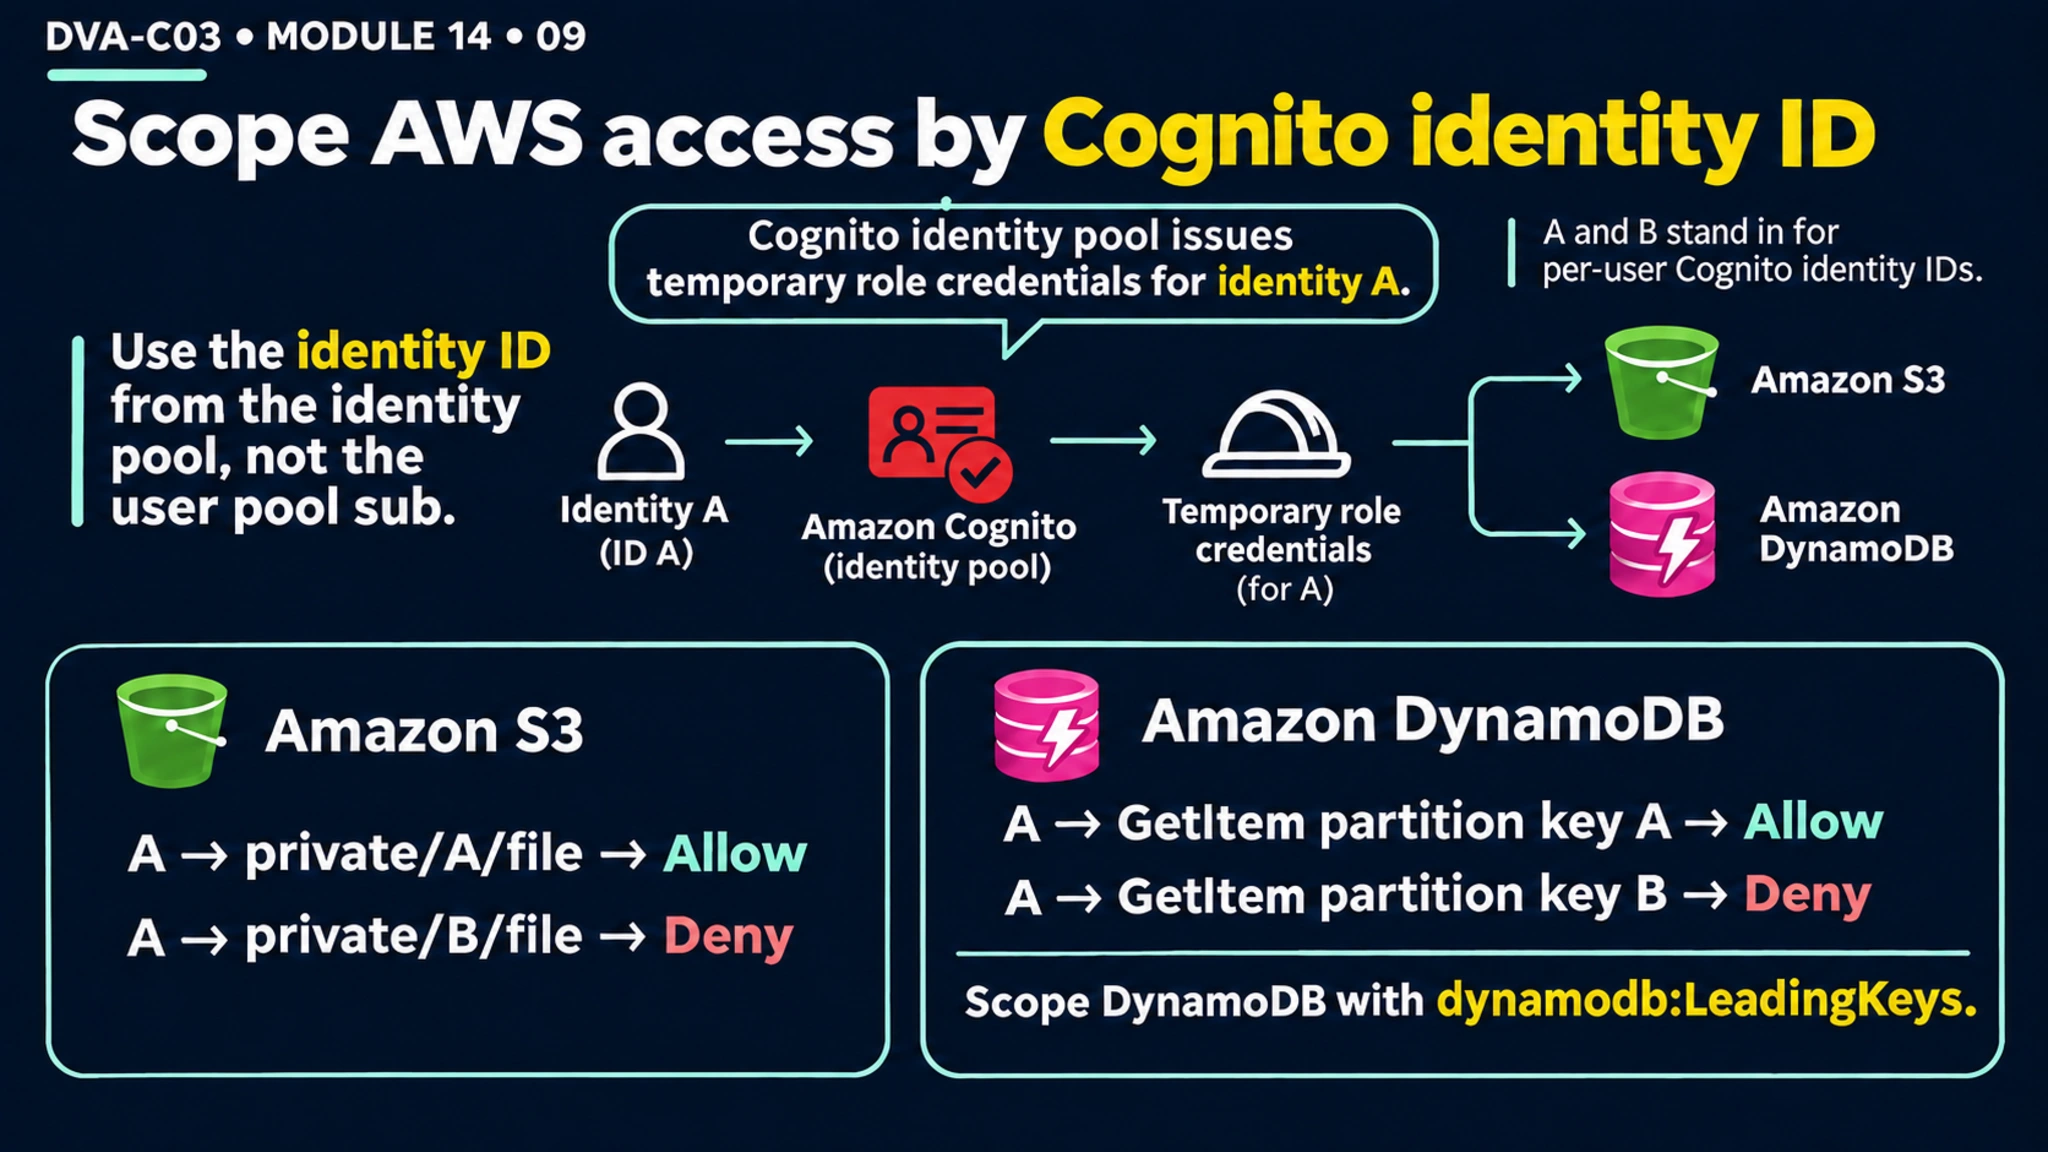 DVA-C03 • MODULE 14 • 09
Scope AWS access by Cognito identity ID
Cognito identity pool issues
temporary role credentials for identity A.
A and B stand in for
per-user Cognito identity IDs.
Use the identity ID
from the identity
pool, not the
user pool sub.
Identity A
(ID A)
Amazon Cognito
(identity pool)
Temporary role
credentials
(for A)
Amazon S3
Amazon
DynamoDB
Amazon S3
A → private/A/file → Allow
A → private/B/file → Deny
Amazon DynamoDB
A → GetItem partition key A → Allow
A → GetItem partition key B → Deny
Scope DynamoDB with dynamodb:LeadingKeys.